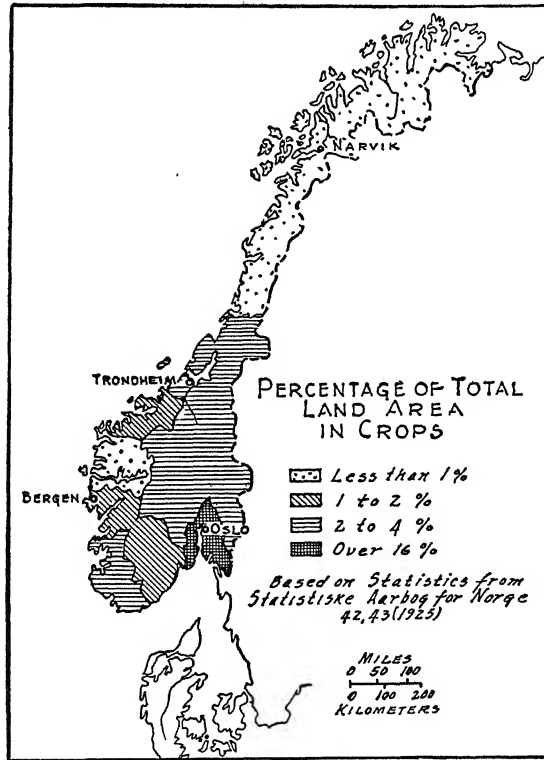 NARVIK
TRONDHEIM
PERCENTAGE OF TOTAL
LAND AREA
IN CROPS
Less than 1%
BERGEN
1 to 2 %
2 to 4 %
OSLO
Over 16 %
Based on Statistics from
Statistiske Aarbog for Norge
42,43 (1925)
MILES
0 50 100
0 100 200
KILOMETERS